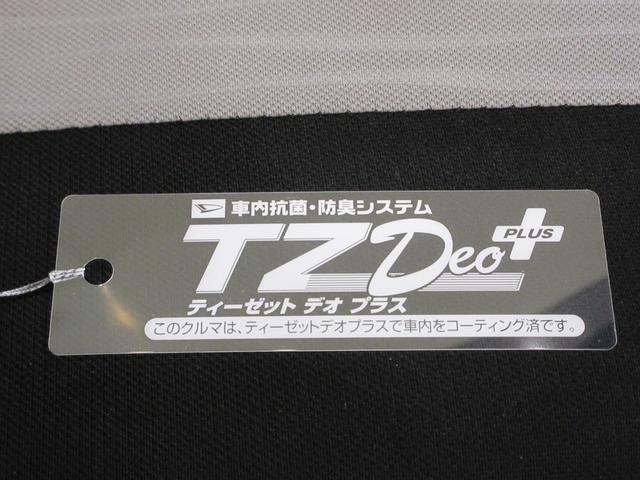 車内抗菌・防臭システム
TZ Deo PLUS
ティーゼット デオ プラス
このクルマは、ティーゼットデオプラスで車内をコーティング済です。